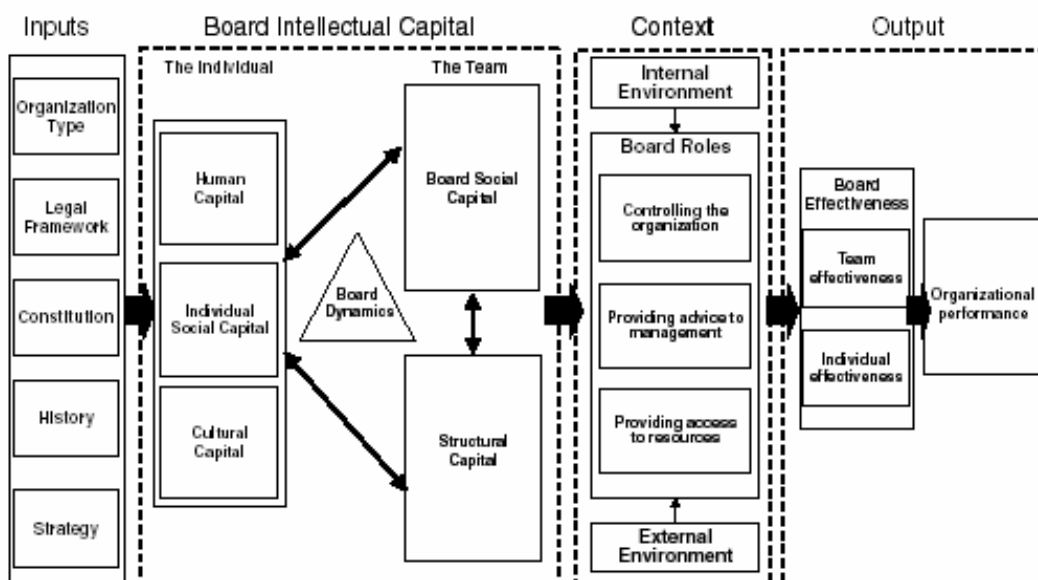 Inputs
Organization
Type
Legal
Framework
Constitution
History
Strategy
Board Intellectual Capital
The Individual
The Team
Human
Capital
Individual
Social Capital
Cultural
Capital
Board
Dynamics
Board Social
Capital
Structural
Capital
Context
Internal
Environment
Board Roles
Controlling the
organization
Providing advice to
management
Providing access
to resources
External
Environment
Output
Board
Effectiveness
Team
effectiveness
Individual
effectiveness
Organizational
performance